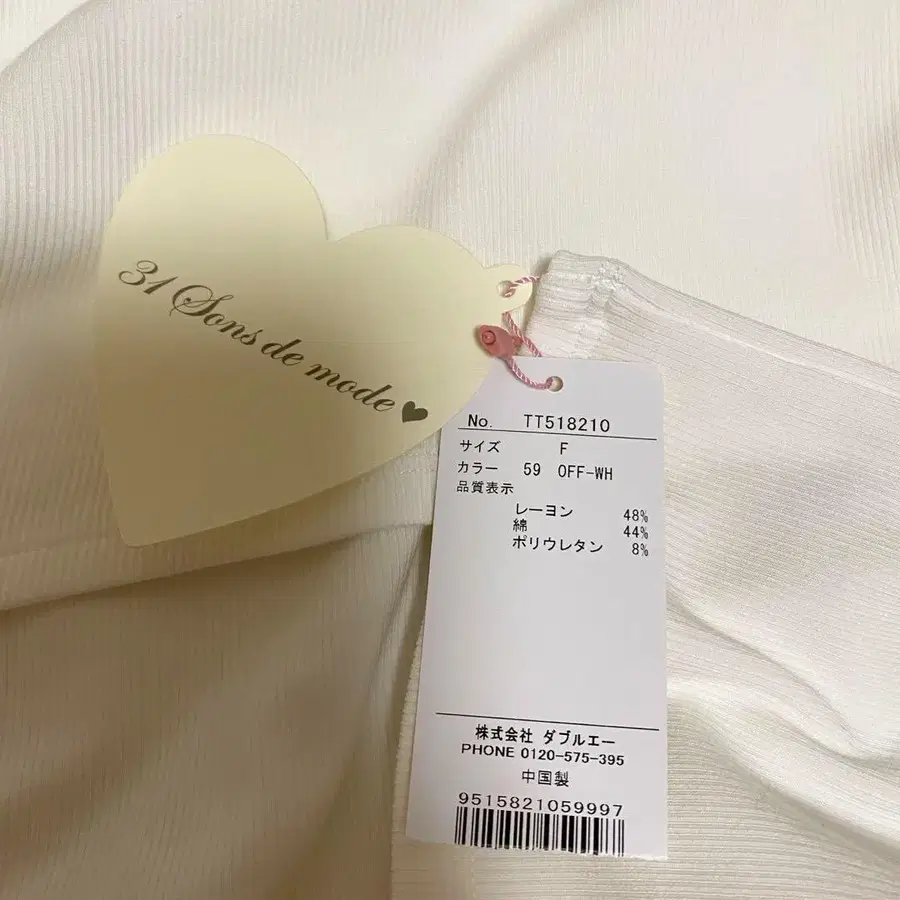 31 Sons de mode
No. TT518210
サイズ F
カラー 59 OFF-WH
品質表示
レーヨン 48%
綿 44%
ポリウレタン 8%
株式会社 ダブルエー
PHONE 0120-575-395
中国製
9515821059997